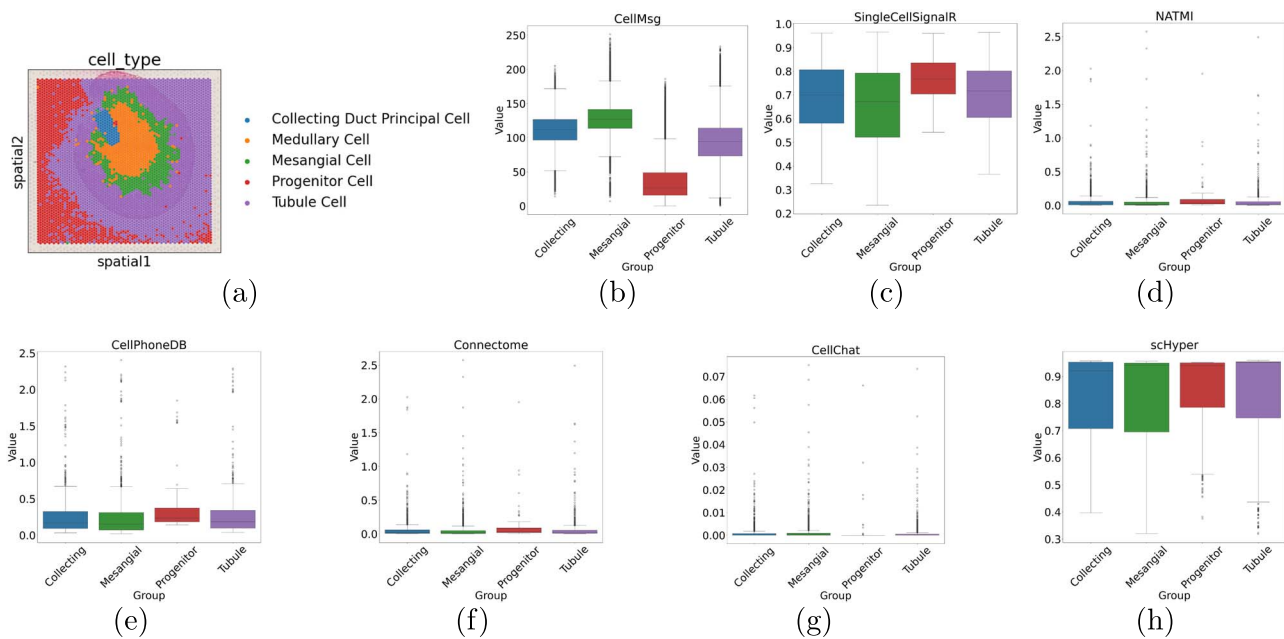 cell_type
spatial2
spatial1
Collecting Duct Principal Cell
Medullary Cell
Mesangial Cell
Progenitor Cell
Tubule Cell
(a)
CellMsg
Value
250
200
150
100
50
0
Collecting
Mesangial
Progenitor
Tubule
Group
(b)
SingleCellSignalR
Value
1.0
0.9
0.8
0.7
0.6
0.5
0.4
0.3
0.2
Collecting
Mesangial
Progenitor
Tubule
Group
(c)
NATMI
Value
2.5
2.0
1.5
1.0
0.5
0.0
Collecting
Mesangial
Progenitor
Tubule
Group
(d)
CellPhoneDB
Value
2.5
2.0
1.5
1.0
0.5
0.0
Collecting
Mesangial
Progenitor
Tubule
Group
(e)
Connectome
Value
2.5
2.0
1.5
1.0
0.5
0.0
Collecting
Mesangial
Progenitor
Tubule
Group
(f)
CellChat
Value
0.07
0.06
0.05
0.04
0.03
0.02
0.01
0.00
Collecting
Mesangial
Progenitor
Tubule
Group
(g)
scHyper
Value
0.9
0.8
0.7
0.6
0.5
0.4
0.3
Collecting
Mesangial
Progenitor
Tubule
Group
(h)